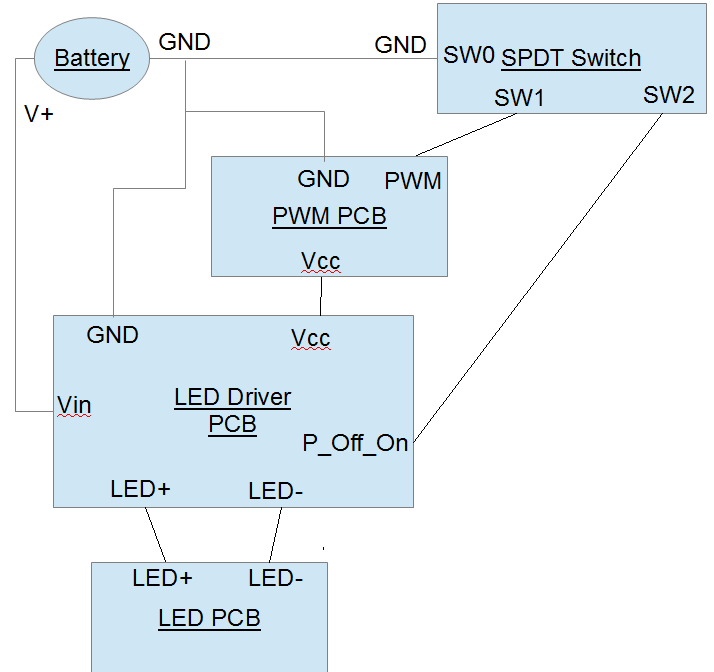 GND
GND
Battery
SW0 SPDT Switch
V+
SW1
SW2
GND
PWM
PWM PCB
Vcc
GND
Vcc
Vin
LED Driver
PCB
P_Off_On
LED+
LED-
LED+
LED-
LED PCB